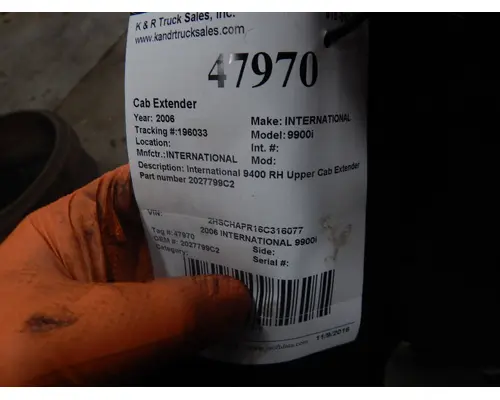 K & R Truck Sales, Inc.
www.kandrtrucksales.com
47970
Cab Extender
Year: 2006 Make: INTERNATIONAL
Tracking #:196033 Model: 9900i
Location: Int. #:
Mnfctr.:INTERNATIONAL Mod:
Description: International 9400 RH Upper Cab Extender
Part number 2027799C2
VIN: 2HSCHAPR16C316077
Tag #: 47970 2006 INTERNATIONAL 9900i
OEM #: 2027799C2 Side:
Category: Serial #:
11/8/2016